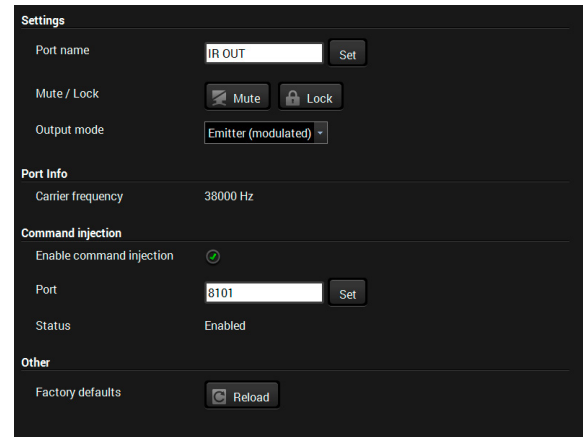 Settings
Port name IR OUT Set
Mute / Lock Mute Lock
Output mode Emitter (modulated)
Port Info
Carrier frequency 38000 Hz
Command injection
Enable command injection
Port 8101 Set
Status Enabled
Other
Factory defaults Reload